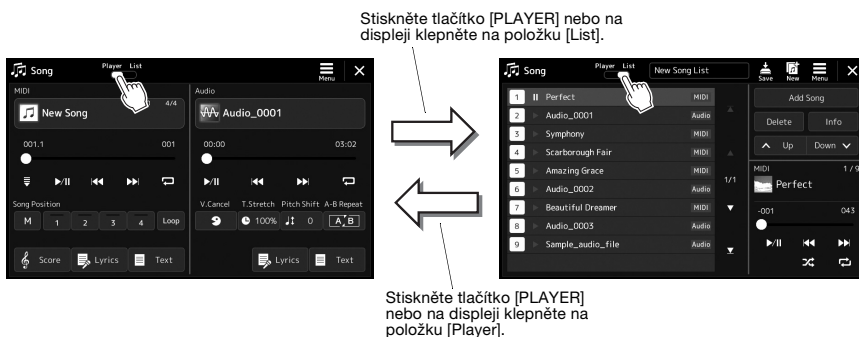 Stiskněte tlačítko [PLAYER] nebo na
displeji klepněte na položku [List].
Song
Player List
Menu
MIDI
New Song
4/4
001.1
001
Song Position
M 1 2 3 4 Loop
Score Lyrics Text
Audio
Audio_0001
00:00
03:02
V.Cancel T.Stretch Pitch Shift A-B Repeat
100% 0 A B
Lyrics Text
Song
Player List
New Song List
Save New Menu
1 Perfect MIDI
2 Audio_0001 Audio
3 Symphony MIDI
4 Scarborough Fair MIDI
5 Amazing Grace MIDI
6 Audio_0002 Audio
7 Beautiful Dreamer MIDI
8 Audio_0003 Audio
9 Sample_audio_file Audio
1/1
Add Song
Delete Info
Up Down
MIDI 1 / 9
Perfect
-001 043
Stiskněte tlačítko [PLAYER]
nebo na displeji klepněte na
položku [Player].